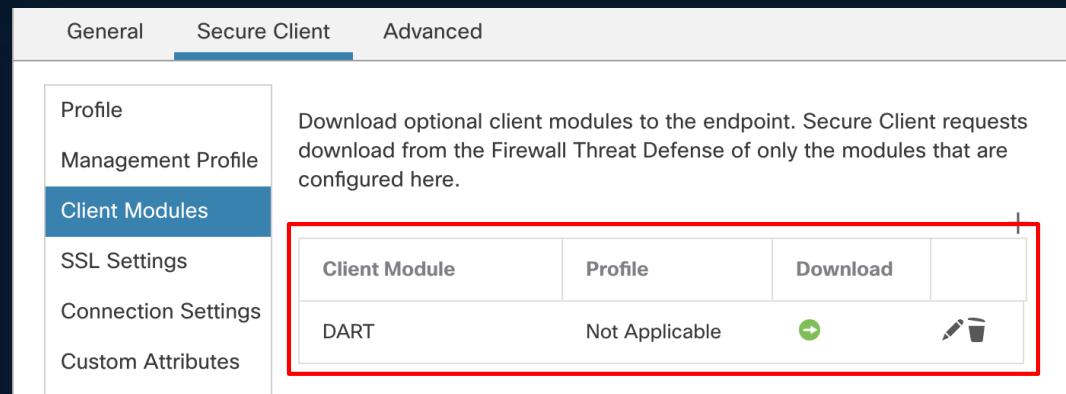 General Secure Client Advanced
Profile
Management Profile
Client Modules
SSL Settings
Connection Settings
Custom Attributes
Download optional client modules to the endpoint. Secure Client requests
download from the Firewall Threat Defense of only the modules that are
configured here.
Client Module Profile Download
DART Not Applicable